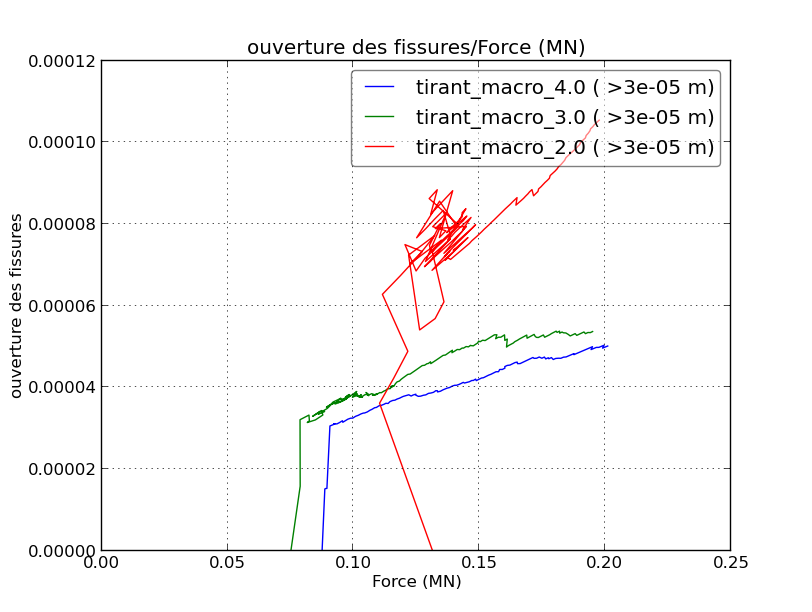 ouverture des fissures/Force (MN)
0.00012
0.00010
0.00008
0.00006
0.00004
0.00002
0.00000
ouverture des fissures
tirant_macro_4.0 ( >3e-05 m)
tirant_macro_3.0 ( >3e-05 m)
tirant_macro_2.0 ( >3e-05 m)
0.00 0.05 0.10 0.15 0.20 0.25
Force (MN)